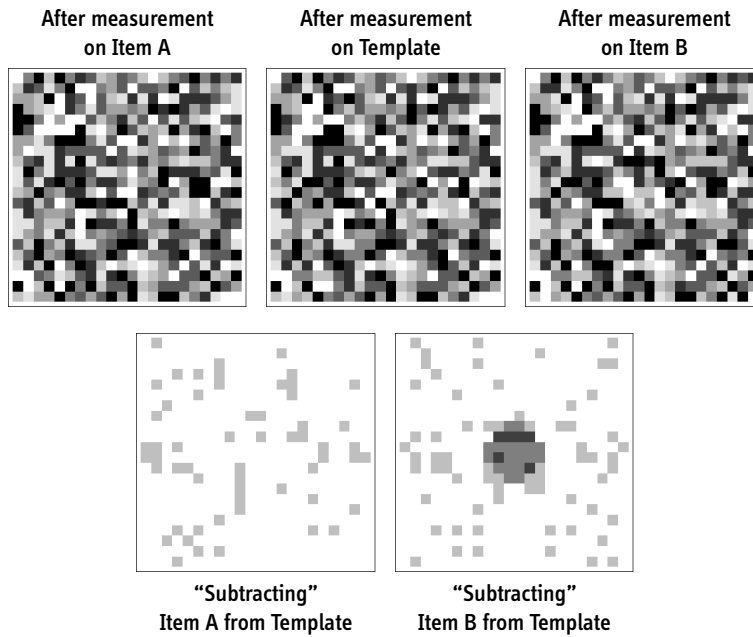 After measurement
on Item A
After measurement
on Template
After measurement
on Item B
“Subtracting”
Item A from Template
“Subtracting”
Item B from Template